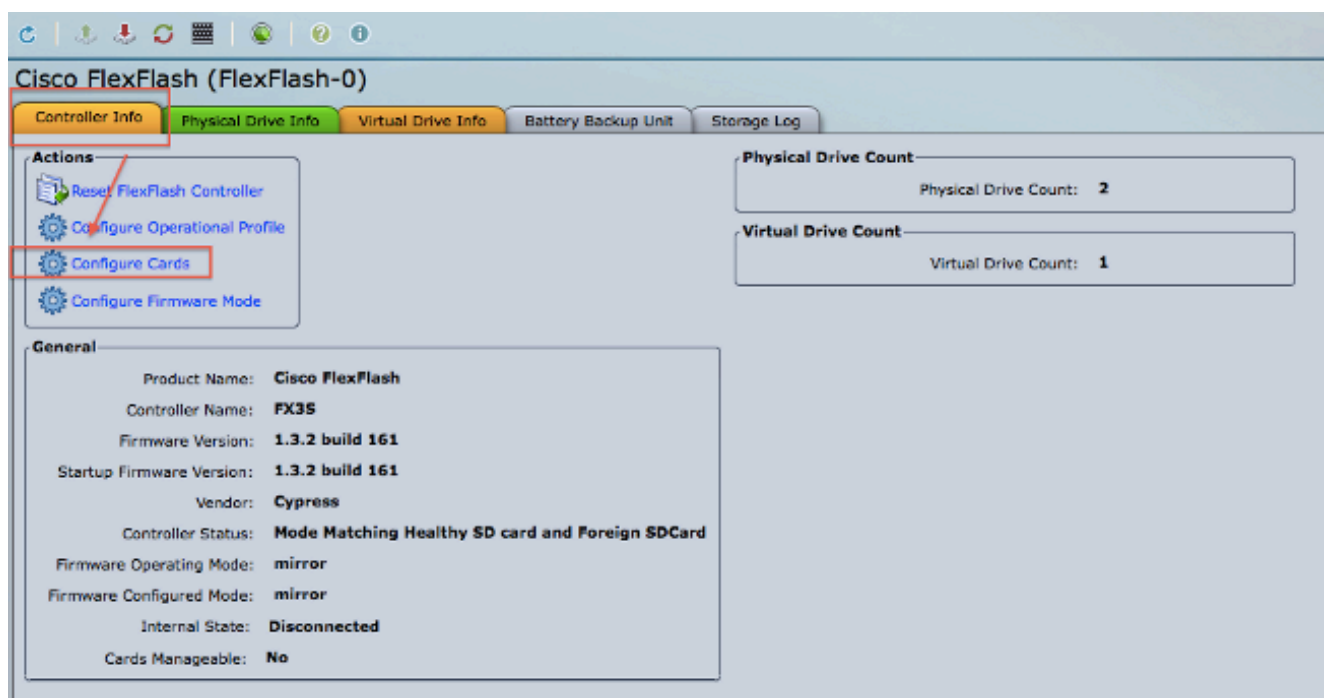 Cisco FlexFlash (FlexFlash-0)
Controller Info Physical Drive Info Virtual Drive Info Battery Backup Unit Storage Log
Actions
Reset FlexFlash Controller
Configure Operational Profile
Configure Cards
Configure Firmware Mode
Physical Drive Count
Physical Drive Count: 2
Virtual Drive Count
Virtual Drive Count: 1
General
Product Name: Cisco FlexFlash
Controller Name: FX3S
Firmware Version: 1.3.2 build 161
Startup Firmware Version: 1.3.2 build 161
Vendor: Cypress
Controller Status: Mode Matching Healthy SD card and Foreign SDCard
Firmware Operating Mode: mirror
Firmware Configured Mode: mirror
Internal State: Disconnected
Cards Manageable: No